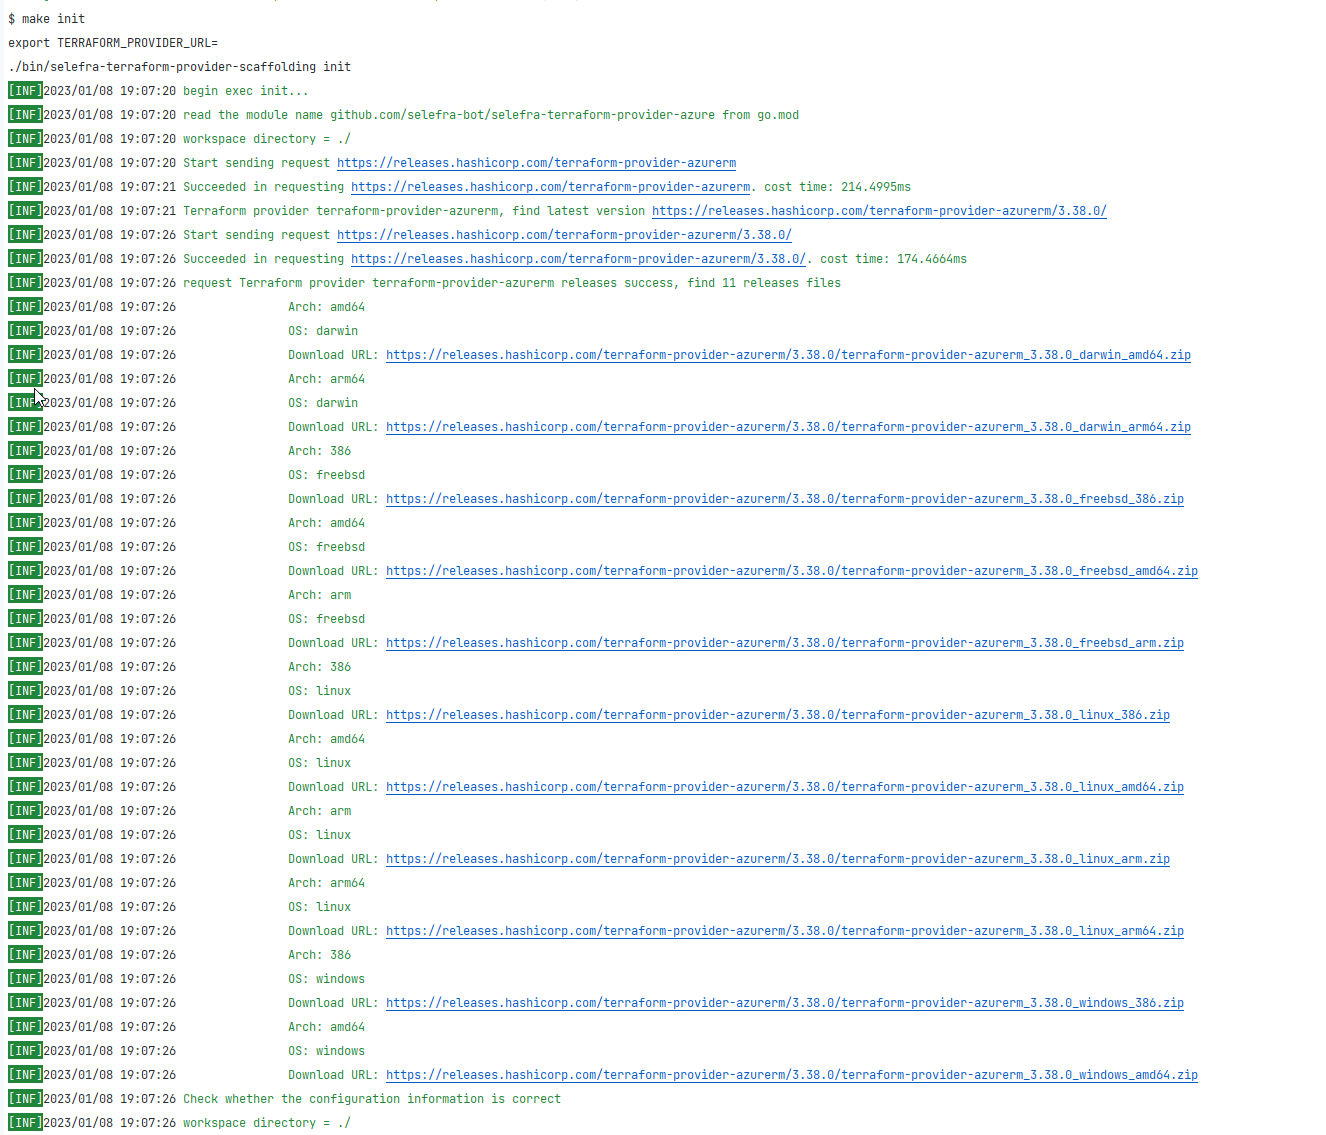 $ make init
export TERRAFORM_PROVIDER_URL=
./bin/selefra-terraform-provider-scaffolding init
[INF]2023/01/08 19:07:20 begin exec init...
[INF]2023/01/08 19:07:20 read the module name github.com/selefra-bot/selefra-terraform-provider-azure from go.mod
[INF]2023/01/08 19:07:20 workspace directory = ./
[INF]2023/01/08 19:07:20 Start sending request https://releases.hashicorp.com/terraform-provider-azurerm
[INF]2023/01/08 19:07:21 Succeeded in requesting https://releases.hashicorp.com/terraform-provider-azurerm. cost time: 214.4995ms
[INF]2023/01/08 19:07:21 Terraform provider terraform-provider-azurerm, find latest version https://releases.hashicorp.com/terraform-provider-azurerm/3.38.0/
[INF]2023/01/08 19:07:26 Start sending request https://releases.hashicorp.com/terraform-provider-azurerm/3.38.0/
[INF]2023/01/08 19:07:26 Succeeded in requesting https://releases.hashicorp.com/terraform-provider-azurerm/3.38.0/. cost time: 174.4664ms
[INF]2023/01/08 19:07:26 request Terraform provider terraform-provider-azurerm releases success, find 11 releases files
[INF]2023/01/08 19:07:26 Arch: amd64
[INF]2023/01/08 19:07:26 OS: darwin
[INF]2023/01/08 19:07:26 Download URL: https://releases.hashicorp.com/terraform-provider-azurerm/3.38.0/terraform-provider-azurerm_3.38.0_darwin_amd64.zip
[INF]2023/01/08 19:07:26 Arch: arm64
[INF]2023/01/08 19:07:26 OS: darwin
[INF]2023/01/08 19:07:26 Download URL: https://releases.hashicorp.com/terraform-provider-azurerm/3.38.0/terraform-provider-azurerm_3.38.0_darwin_arm64.zip
[INF]2023/01/08 19:07:26 Arch: 386
[INF]2023/01/08 19:07:26 OS: freebsd
[INF]2023/01/08 19:07:26 Download URL: https://releases.hashicorp.com/terraform-provider-azurerm/3.38.0/terraform-provider-azurerm_3.38.0_freebsd_386.zip
[INF]2023/01/08 19:07:26 Arch: amd64
[INF]2023/01/08 19:07:26 OS: freebsd
[INF]2023/01/08 19:07:26 Download URL: https://releases.hashicorp.com/terraform-provider-azurerm/3.38.0/terraform-provider-azurerm_3.38.0_freebsd_amd64.zip
[INF]2023/01/08 19:07:26 Arch: arm
[INF]2023/01/08 19:07:26 OS: freebsd
[INF]2023/01/08 19:07:26 Download URL: https://releases.hashicorp.com/terraform-provider-azurerm/3.38.0/terraform-provider-azurerm_3.38.0_freebsd_arm.zip
[INF]2023/01/08 19:07:26 Arch: 386
[INF]2023/01/08 19:07:26 OS: linux
[INF]2023/01/08 19:07:26 Download URL: https://releases.hashicorp.com/terraform-provider-azurerm/3.38.0/terraform-provider-azurerm_3.38.0_linux_386.zip
[INF]2023/01/08 19:07:26 Arch: amd64
[INF]2023/01/08 19:07:26 OS: linux
[INF]2023/01/08 19:07:26 Download URL: https://releases.hashicorp.com/terraform-provider-azurerm/3.38.0/terraform-provider-azurerm_3.38.0_linux_amd64.zip
[INF]2023/01/08 19:07:26 Arch: arm
[INF]2023/01/08 19:07:26 OS: linux
[INF]2023/01/08 19:07:26 Download URL: https://releases.hashicorp.com/terraform-provider-azurerm/3.38.0/terraform-provider-azurerm_3.38.0_linux_arm.zip
[INF]2023/01/08 19:07:26 Arch: arm64
[INF]2023/01/08 19:07:26 OS: linux
[INF]2023/01/08 19:07:26 Download URL: https://releases.hashicorp.com/terraform-provider-azurerm/3.38.0/terraform-provider-azurerm_3.38.0_linux_arm64.zip
[INF]2023/01/08 19:07:26 Arch: 386
[INF]2023/01/08 19:07:26 OS: windows
[INF]2023/01/08 19:07:26 Download URL: https://releases.hashicorp.com/terraform-provider-azurerm/3.38.0/terraform-provider-azurerm_3.38.0_windows_386.zip
[INF]2023/01/08 19:07:26 Arch: amd64
[INF]2023/01/08 19:07:26 OS: windows
[INF]2023/01/08 19:07:26 Download URL: https://releases.hashicorp.com/terraform-provider-azurerm/3.38.0/terraform-provider-azurerm_3.38.0_windows_amd64.zip
[INF]2023/01/08 19:07:26 Check whether the configuration information is correct
[INF]2023/01/08 19:07:26 workspace directory = ./